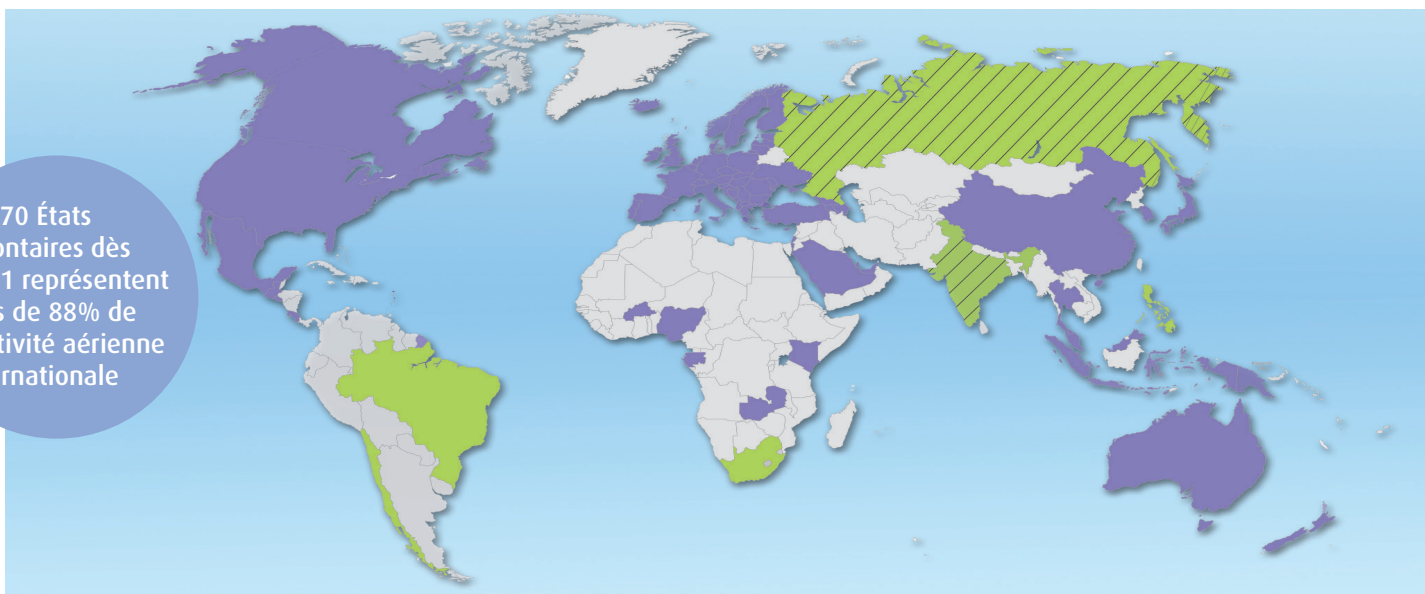 70 États
ontaires dès
1 représentent
s de 88% de
tivité aérienne
rnationale